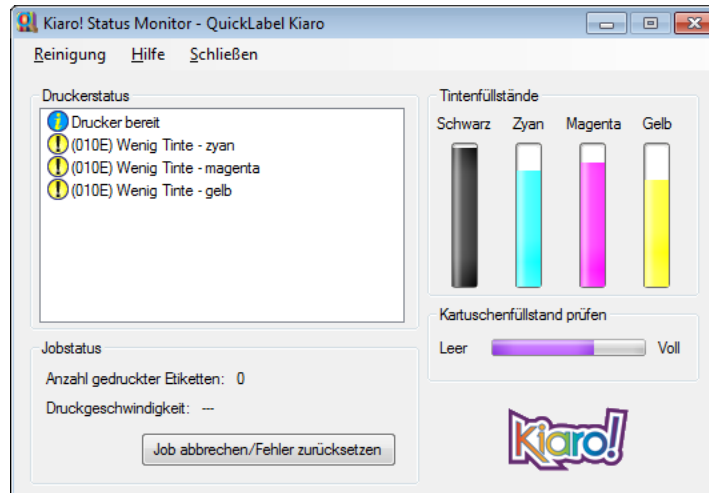 Kiaro! Status Monitor - QuickLabel Kiaro
Reinigung Hilfe Schließen
Druckerstatus
Drucker bereit
(010E) Wenig Tinte - zyan
(010E) Wenig Tinte - magenta
(010E) Wenig Tinte - gelb
Tintenfüllstände
Schwarz Zyan Magenta Gelb
Kartuschenfüllstand prüfen
Leer Voll
Jobstatus
Anzahl gedruckter Etiketten: 0
Druckgeschwindigkeit: ---
Job abbrechen/Fehler zurücksetzen
Kiaro!